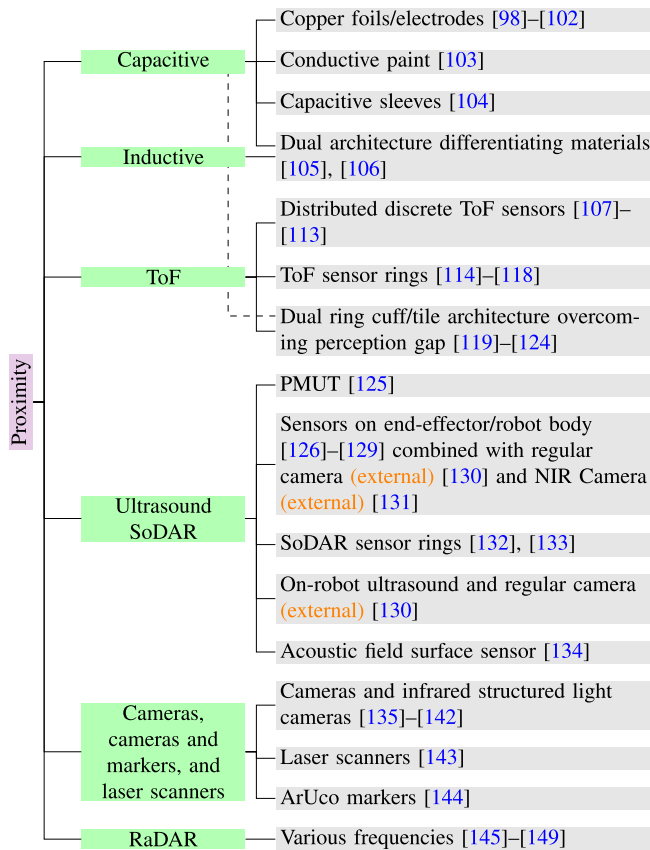 Proximity
Capacitive
Copper foils/electrodes [98]–[102]
Conductive paint [103]
Capacitive sleeves [104]
Inductive
Dual architecture differentiating materials
[105], [106]
ToF
Distributed discrete ToF sensors [107]–
[113]
ToF sensor rings [114]–[118]
Dual ring cuff/tile architecture overcom-
ing perception gap [119]–[124]
Ultrasound
SoDAR
PMUT [125]
Sensors on end-effector/robot body
[126]–[129] combined with regular
camera (external) [130] and NIR Camera
(external) [131]
SoDAR sensor rings [132], [133]
On-robot ultrasound and regular camera
(external) [130]
Acoustic field surface sensor [134]
Cameras,
cameras and
markers, and
laser scanners
Cameras and infrared structured light
cameras [135]–[142]
Laser scanners [143]
ArUco markers [144]
RaDAR
Various frequencies [145]–[149]